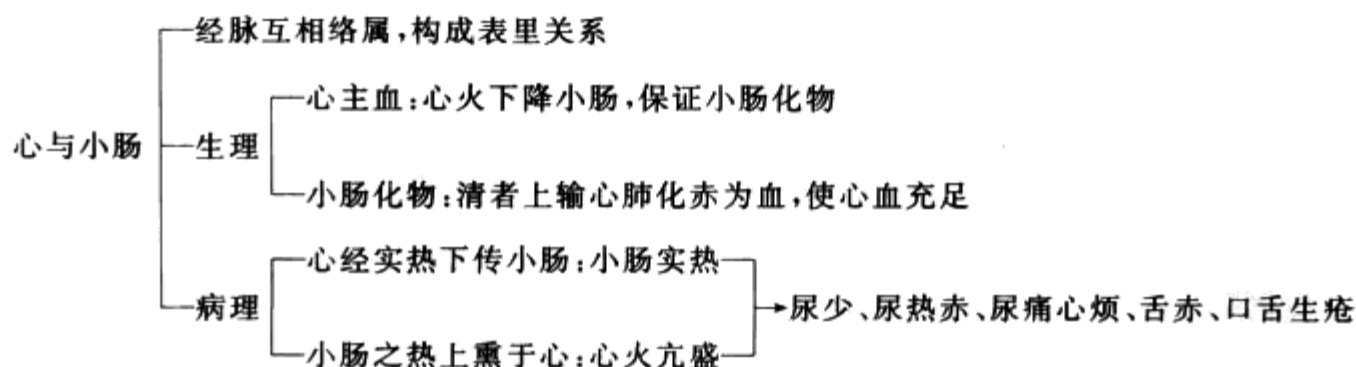 经脉互相络属,构成表里关系
心主血:心火下降小肠,保证小肠化物
心与小肠
生理
小肠化物:清者上输心肺化赤为血,使心血充足
心经实热下传小肠:小肠实热
病理
尿少、尿热赤、尿痛心烦、舌赤、口舌生疮
小肠之热上熏于心:心火亢盛